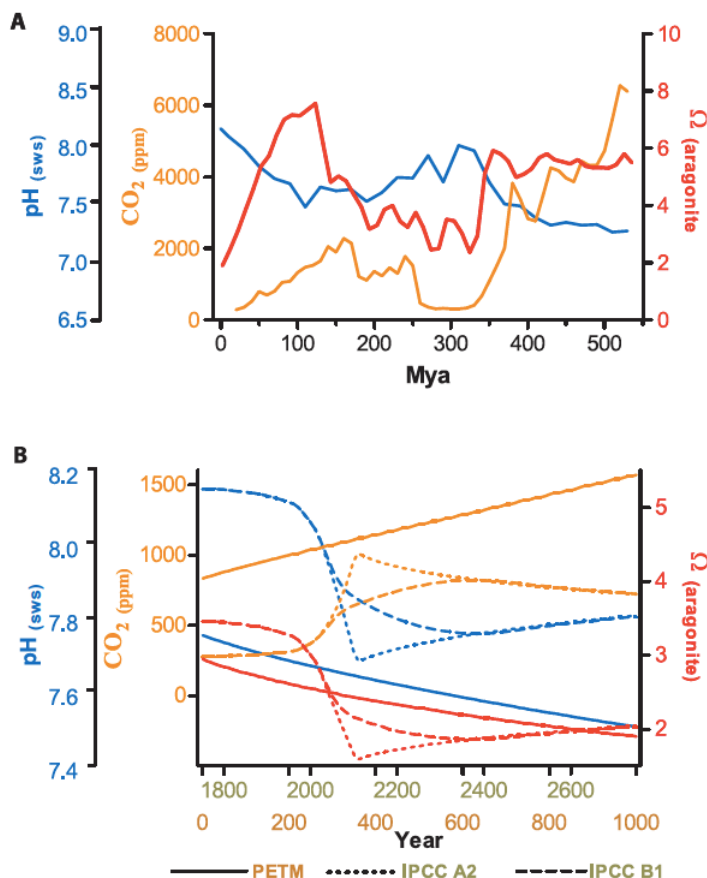 A
9.0
8.5
8.0
7.5
7.0
6.5
pH (sws)
8000
6000
4000
2000
0
CO2 (ppm)
10
8
6
4
2
0
Ω (aragonite
0 100 200 300 400 500
Mya
B
8.2
8.0
7.8
7.6
7.4
pH (sws)
1500
1000
500
0
CO2 (ppm)
5
4
3
2
Ω (aragonite)
1800 2000 2200 2400 2600
0 200 400 600 800 1000
Year
PETM IPCC A2 IPCC B1